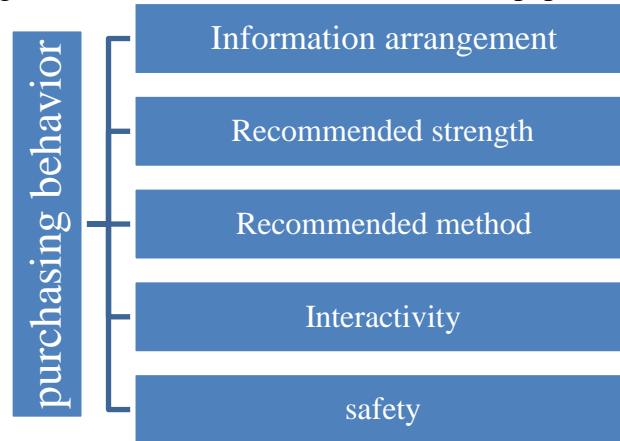 purchasing behavior
Information arrangement
Recommended strength
Recommended method
Interactivity
safety